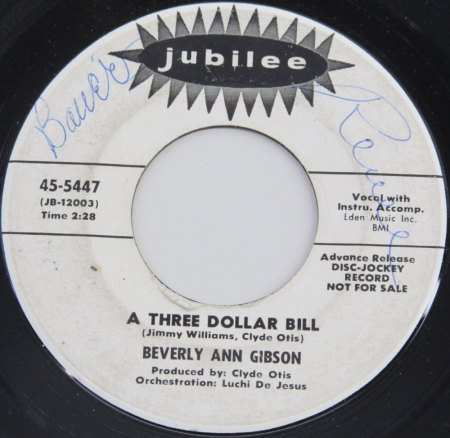 jubilee
45-5447
(JB-12003)
Time 2:28
Vocal with
Instru. Accomp.
Lden Music Inc.
BMI
Advance Release
DISC-JOCKEY
RECORD
NOT FOR SALE
A THREE DOLLAR BILL
(Jimmy Williams, Clyde Otis)
BEVERLY ANN GIBSON
Produced by: Clyde Otis
Orchestration: Luchi De Jesus